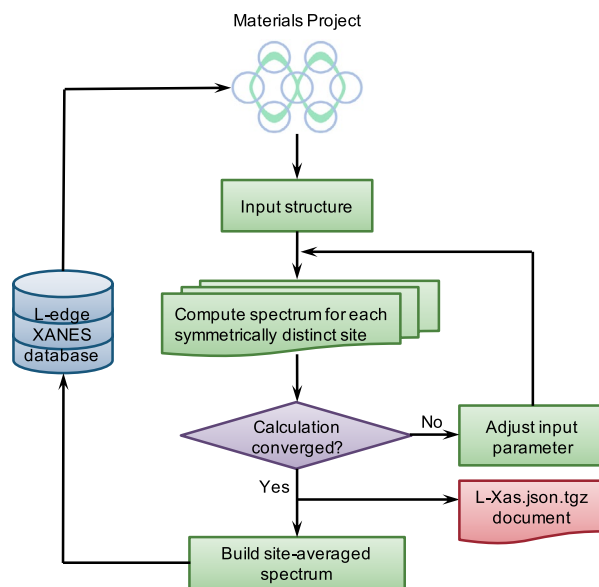 Materials Project
Input structure
Compute spectrum for each
symmetrically distinct site
L-edge
XANES
database
Calculation
converged?
No
Adjust input
parameter
Yes
L-Xas.json.tgz
document
Build site-averaged
spectrum